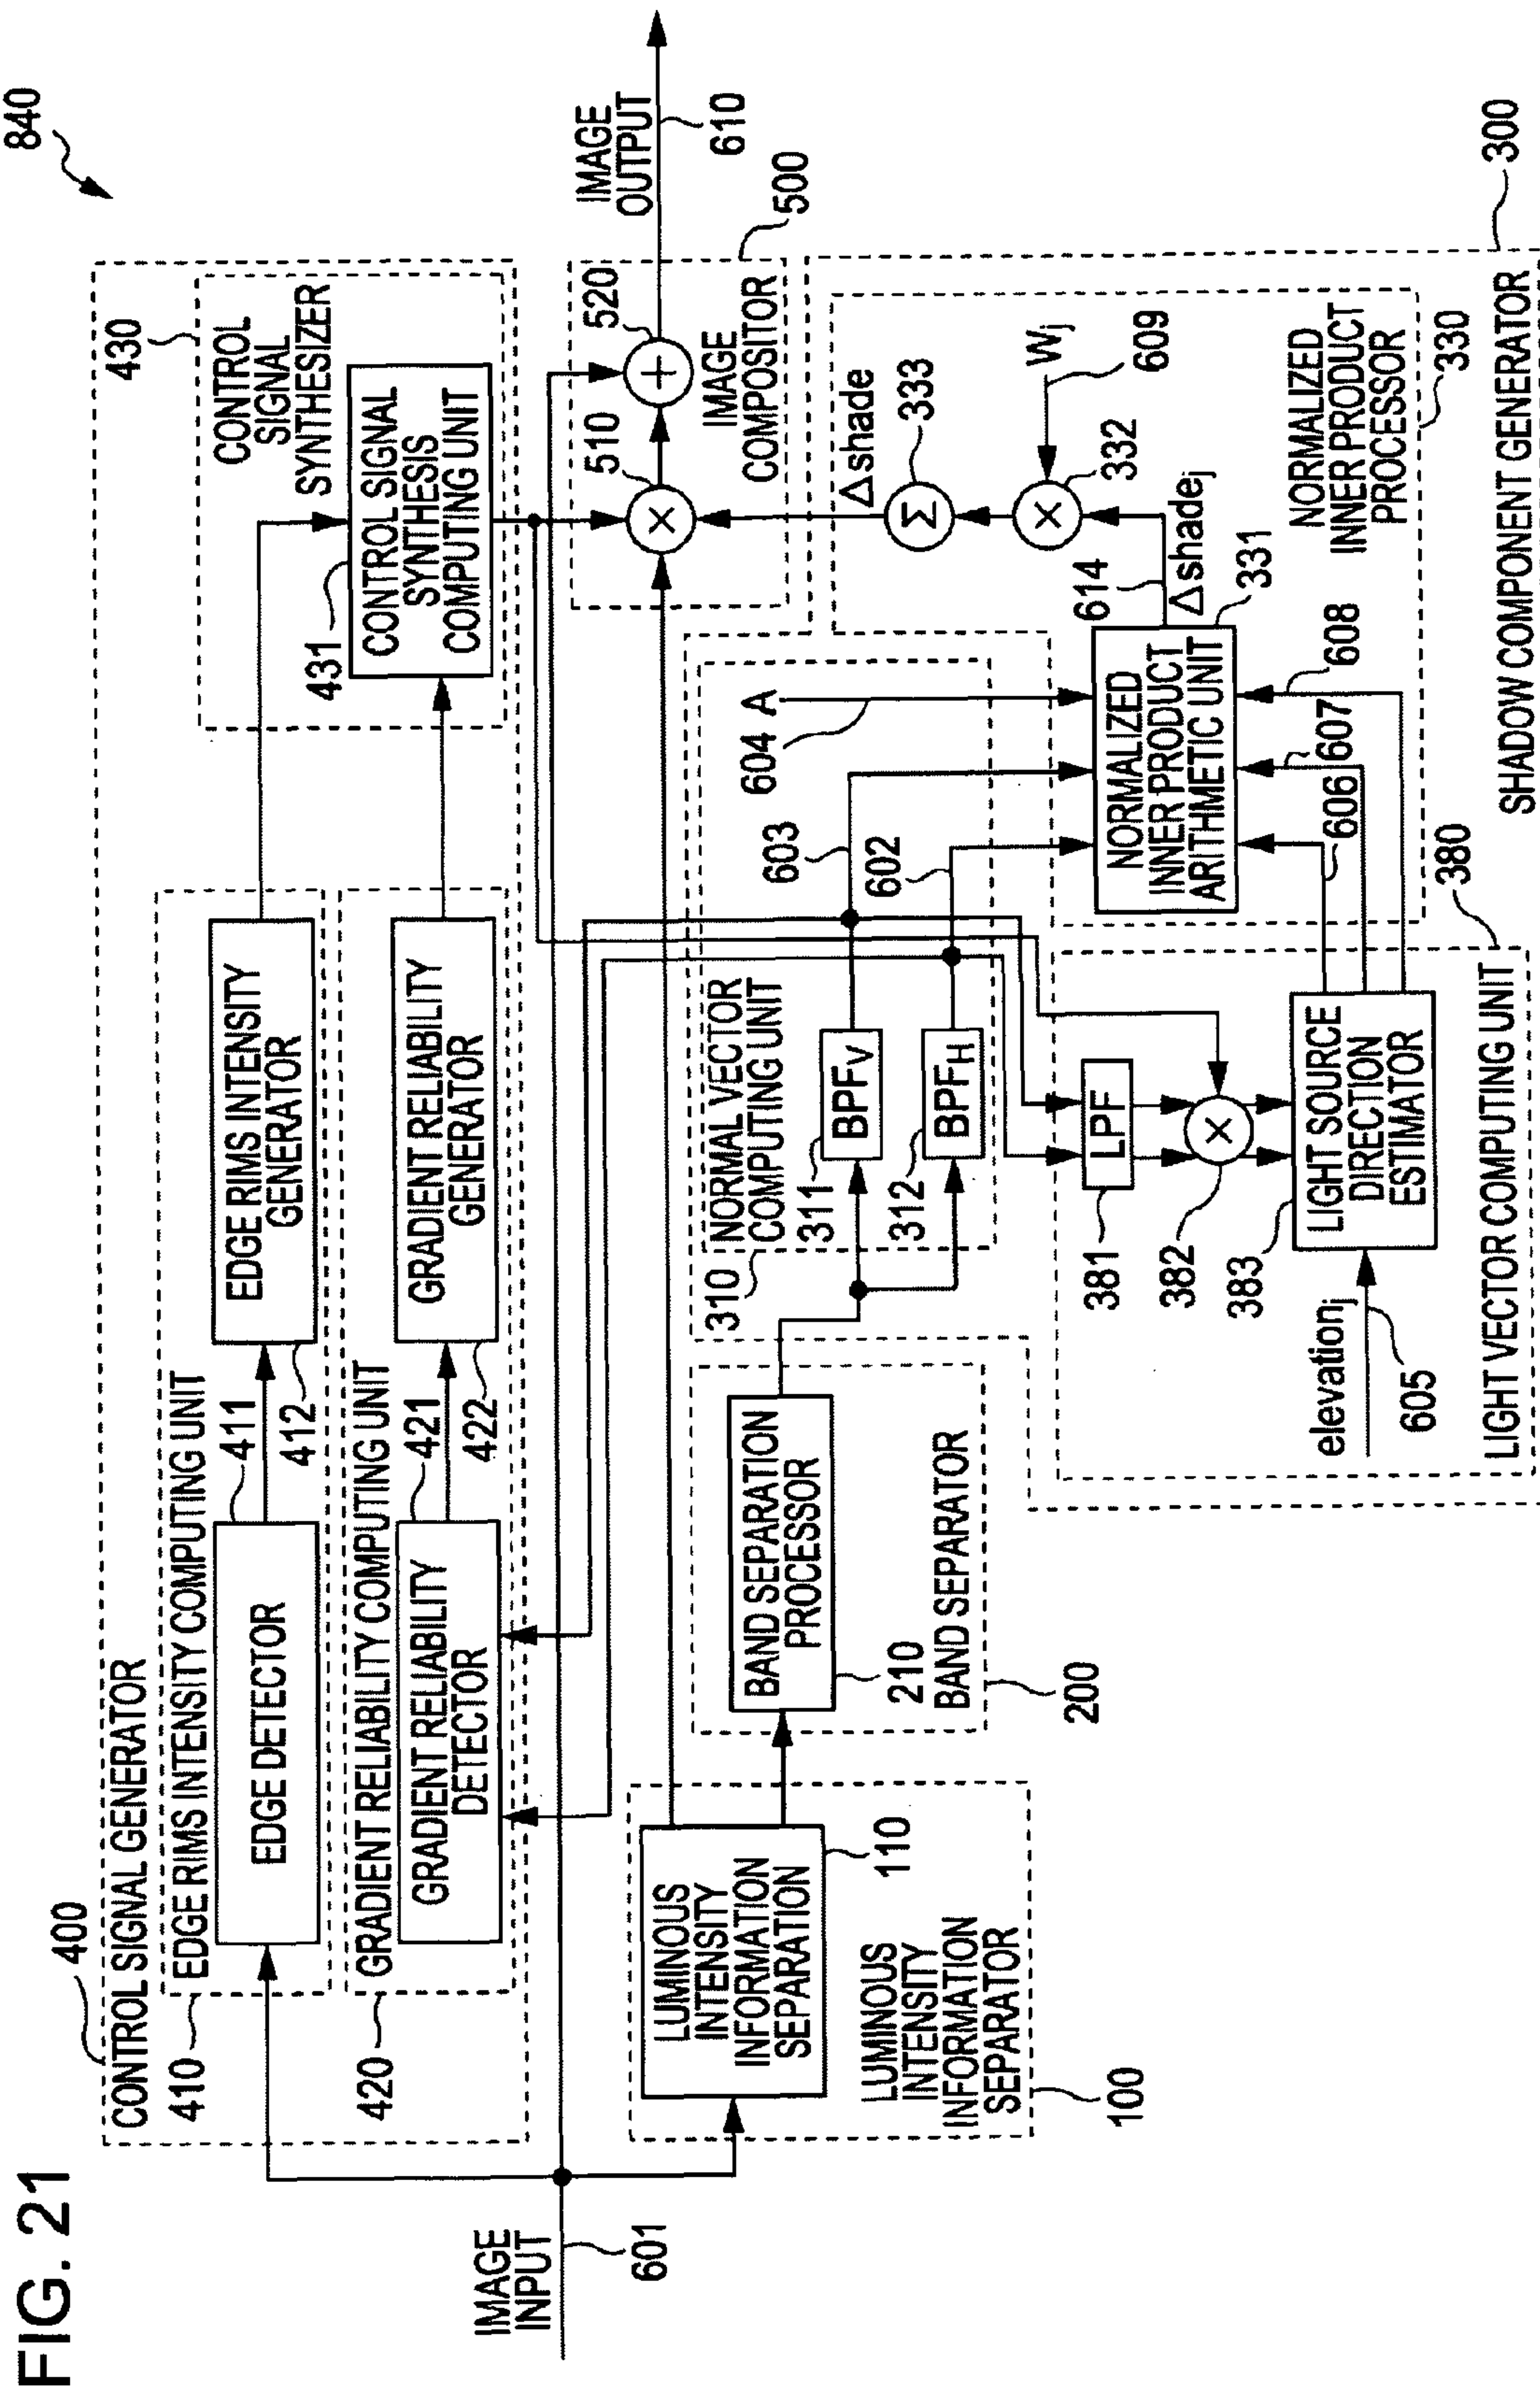 FIG. 21
840
400
CONTROL SIGNAL GENERATOR
410
EDGE RIMS INTENSITY COMPUTING UNIT
EDGE DETECTOR
411
EDGE RIMS INTENSITY
GENERATOR
412
420
GRADIENT RELIABILITY COMPUTING UNIT
GRADIENT RELIABILITY
DETECTOR
421
GRADIENT RELIABILITY
GENERATOR
422
430
CONTROL
SIGNAL
SYNTHESIZER
431
CONTROL SIGNAL
SYNTHESIS
COMPUTING UNIT
IMAGE
INPUT
601
IMAGE
OUTPUT
610
500
510
×
520
+
IMAGE
COMPOSITOR
LUMINOUS
INTENSITY
INFORMATION
SEPARATION
110
LUMINOUS
INTENSITY
INFORMATION
SEPARATOR
100
BAND SEPARATION
PROCESSOR
210
BAND SEPARATOR
200
310
NORMAL VECTOR
COMPUTING UNIT
311
BPFV
312
BPFH
603
602
604
A
NORMALIZED
INNER PRODUCT
ARITHMETIC UNIT
614
Δshadej
331
Δshade
Σ
333
×
332
Wj
609
NORMALIZED
INNER PRODUCT
PROCESSOR
330
606
607
608
381
LPF
382
×
383
LIGHT SOURCE
DIRECTION
ESTIMATOR
elevationj
605
LIGHT VECTOR COMPUTING UNIT
380
SHADOW COMPONENT GENERATOR
300